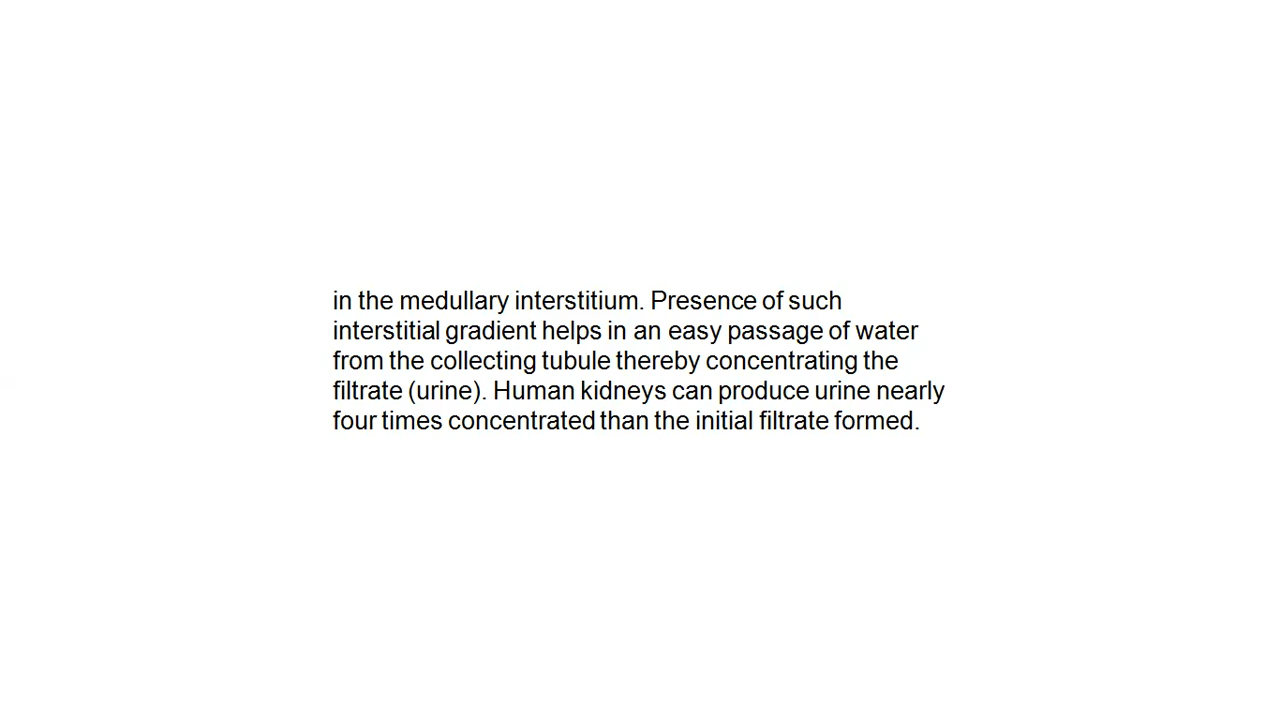 in the medullary interstitium. Presence of such
interstitial gradient helps in an easy passage of water
from the collecting tubule thereby concentrating the
filtrate (urine). Human kidneys can produce urine nearly
four times concentrated than the initial filtrate formed.